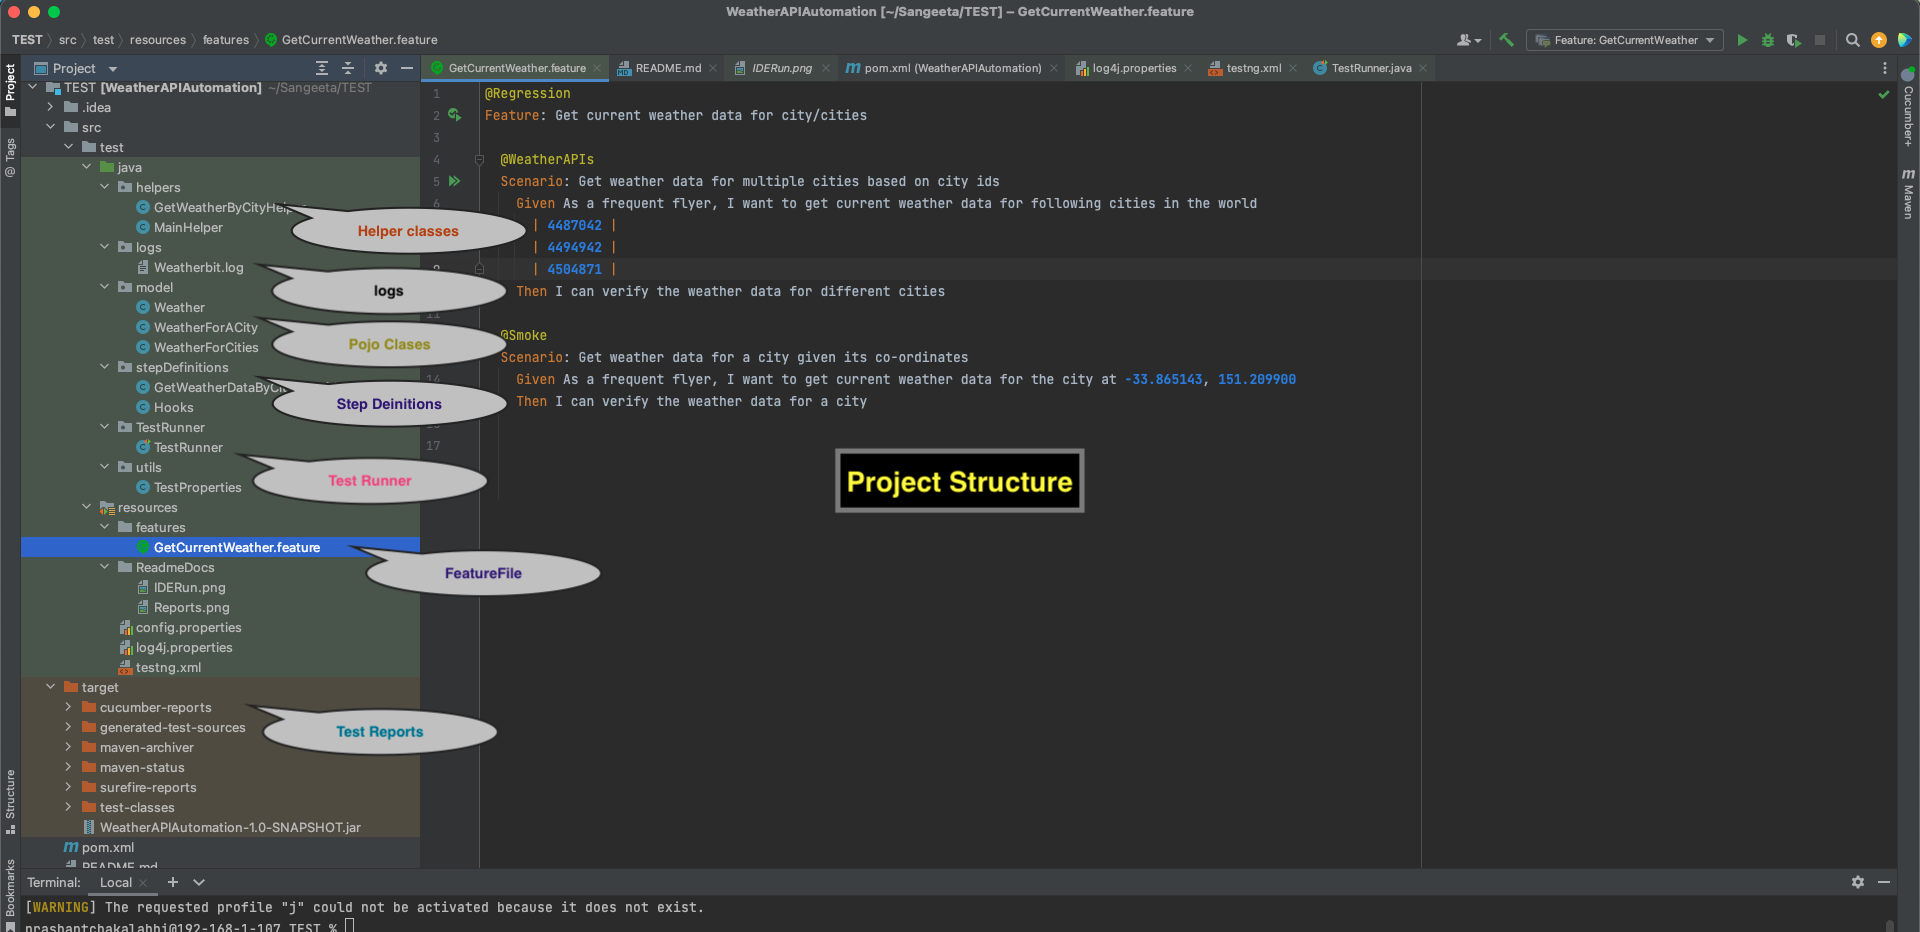 WeatherAPIAutomation [~/Sangeeta/TEST] – GetCurrentWeather.feature
TEST src test resources features GetCurrentWeather.feature
Feature: GetCurrentWeather
Project
GetCurrentWeather.feature README.md IDERun.png pom.xml (WeatherAPIAutomation) log4j.properties testng.xml TestRunner.java
Project
@ Tags
Structure
Bookmarks
Cucumber+
Maven
TEST [WeatherAPIAutomation] ~/Sangeeta/TEST
.idea
src
test
java
helpers
GetWeatherByCityHelp
MainHelper
logs
Weatherbit.log
model
Weather
WeatherForACity
WeatherForCities
stepDefinitions
GetWeatherDataByCi
Hooks
TestRunner
TestRunner
utils
TestProperties
resources
features
GetCurrentWeather.feature
ReadmeDocs
IDERun.png
Reports.png
config.properties
log4j.properties
testng.xml
target
cucumber-reports
generated-test-sources
maven-archiver
maven-status
surefire-reports
test-classes
WeatherAPIAutomation-1.0-SNAPSHOT.jar
pom.xml
README.md
Helper classes
logs
Pojo Clases
Step Deinitions
Test Runner
FeatureFile
Test Reports
1 @Regression
2 Feature: Get current weather data for city/cities
3
4 @WeatherAPIs
5 Scenario: Get weather data for multiple cities based on city ids
6 Given As a frequent flyer, I want to get current weather data for following cities in the world
| 4487042 |
| 4494942 |
9 | 4504871 |
Then I can verify the weather data for different cities
11
@Smoke
Scenario: Get weather data for a city given its co-ordinates
14 Given As a frequent flyer, I want to get current weather data for the city at -33.865143, 151.209900
Then I can verify the weather data for a city
17
Project Structure
Terminal: Local
[WARNING] The requested profile "j" could not be activated because it does not exist.
prashantchakalabbi@192-168-1-107 TEST %